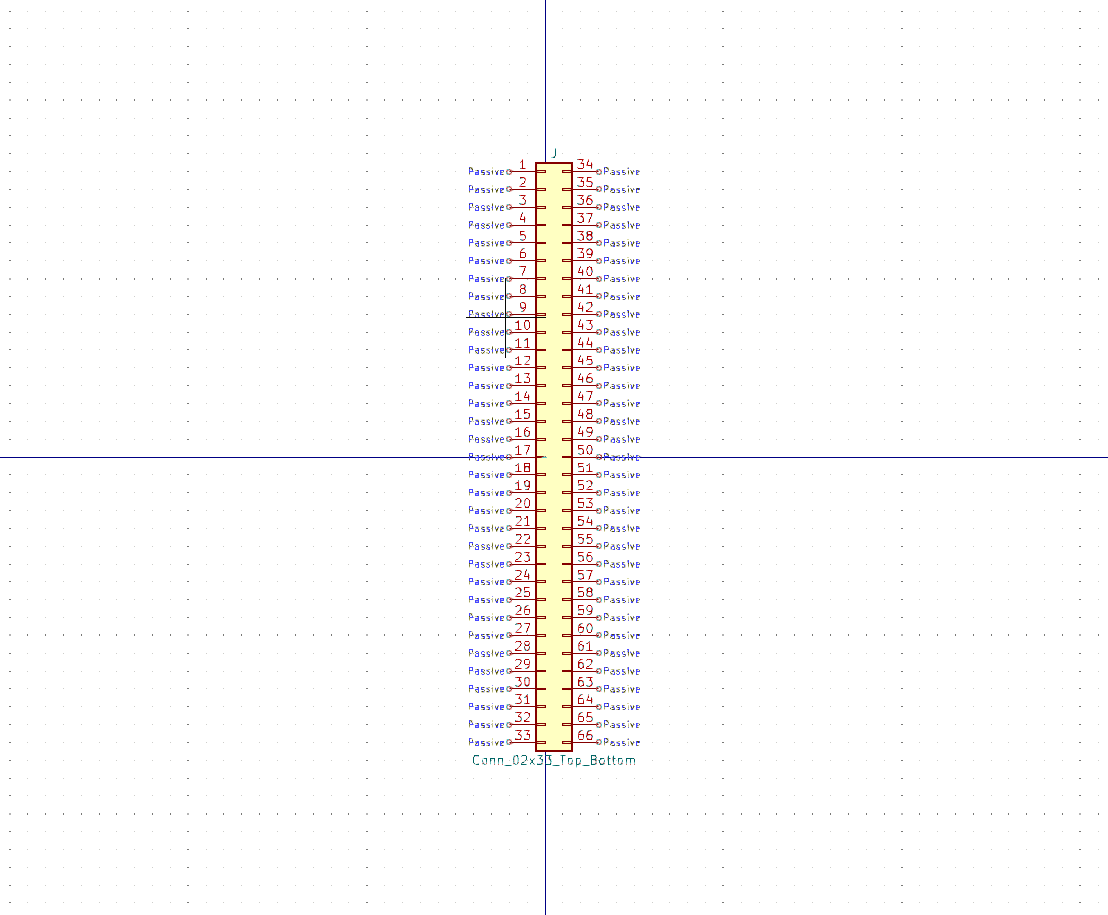 J
Passive 1 34 Passive
Passive 2 35 Passive
Passive 3 36 Passive
Passive 4 37 Passive
Passive 5 38 Passive
Passive 6 39 Passive
Passive 7 40 Passive
Passive 8 41 Passive
Passive 9 42 Passive
Passive 10 43 Passive
Passive 11 44 Passive
Passive 12 45 Passive
Passive 13 46 Passive
Passive 14 47 Passive
Passive 15 48 Passive
Passive 16 49 Passive
Passive 17 50 Passive
Passive 18 51 Passive
Passive 19 52 Passive
Passive 20 53 Passive
Passive 21 54 Passive
Passive 22 55 Passive
Passive 23 56 Passive
Passive 24 57 Passive
Passive 25 58 Passive
Passive 26 59 Passive
Passive 27 60 Passive
Passive 28 61 Passive
Passive 29 62 Passive
Passive 30 63 Passive
Passive 31 64 Passive
Passive 32 65 Passive
Passive 33 66 Passive
Conn_02x33_Top_Bottom